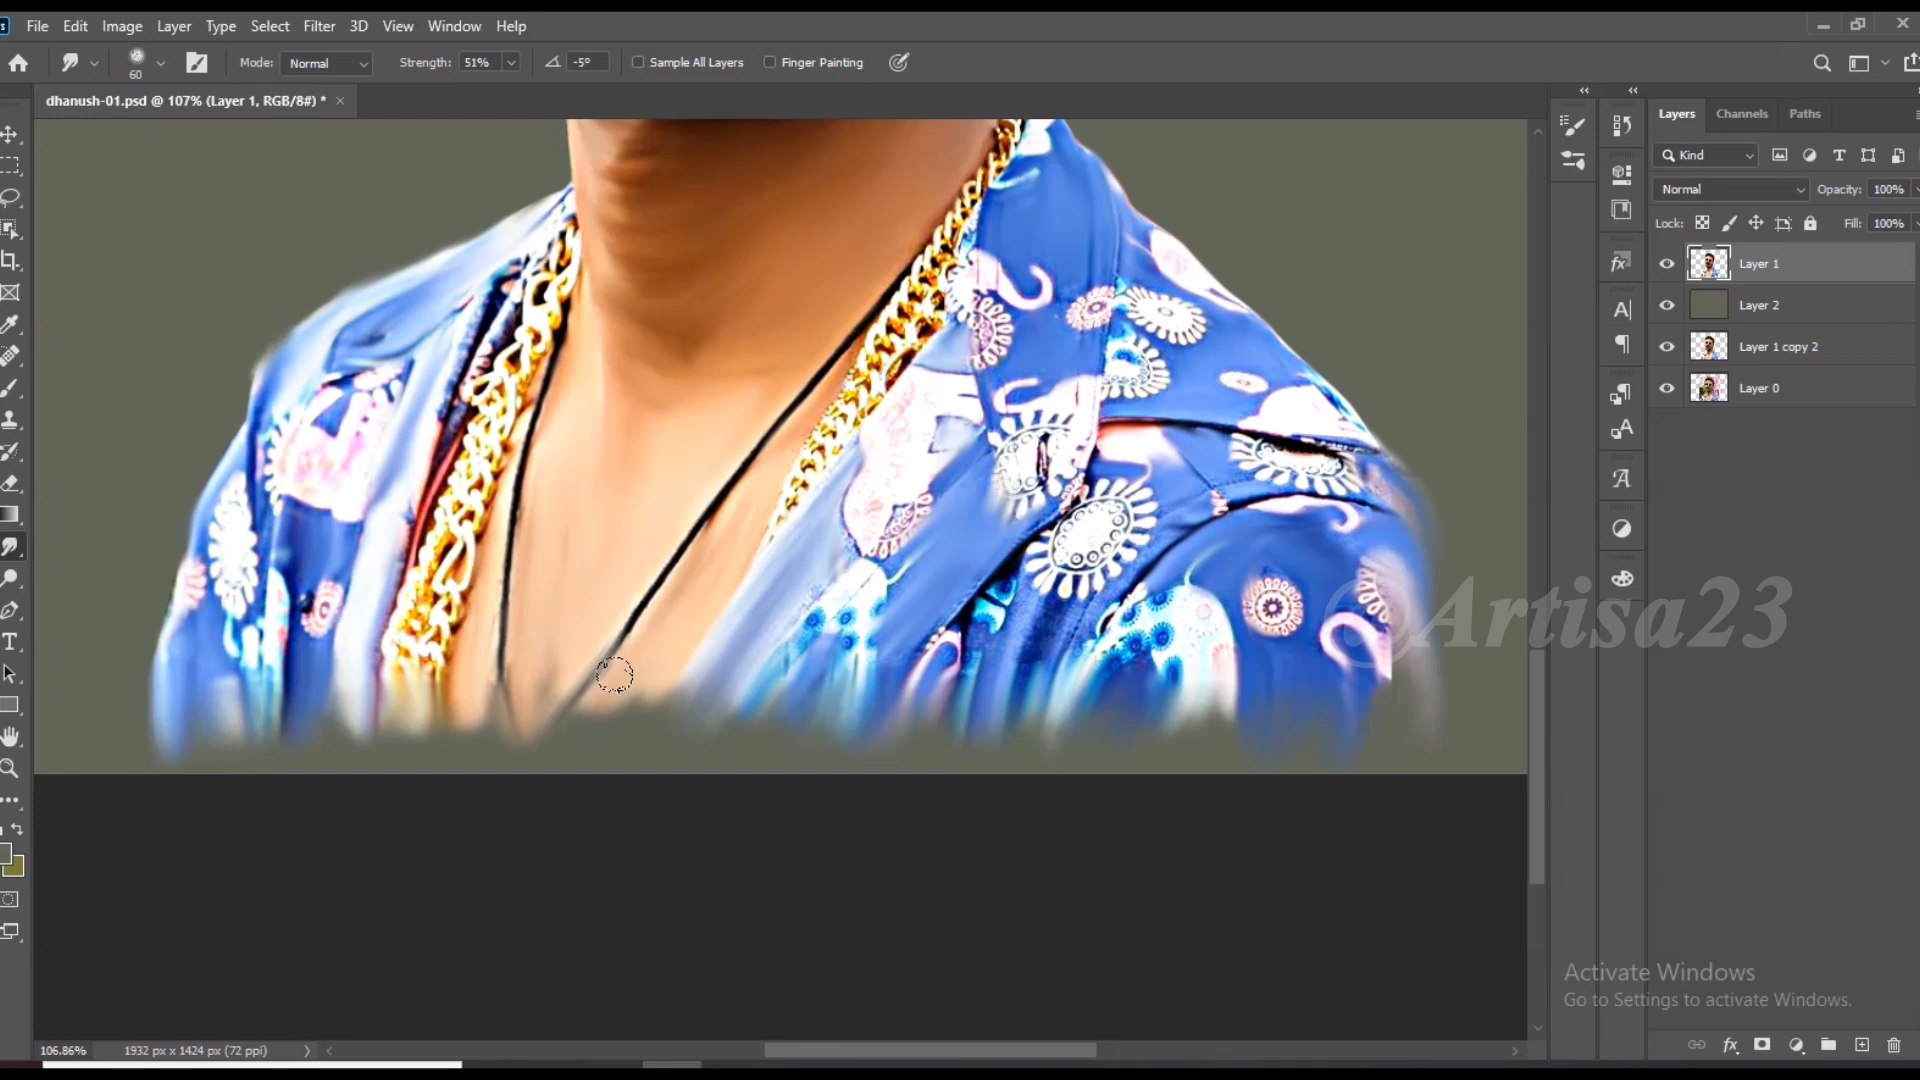 File Edit Image Layer Type Select Filter 3D View Window Help
60 Mode: Normal Strength: 51% -5° Sample All Layers Finger Painting
dhanush-01.psd @ 107% (Layer 1, RGB/8#) * ×
Layers Channels Paths
Kind
Normal Opacity: 100%
Lock: Fill: 100%
Layer 1
Layer 2
Layer 1 copy 2
Layer 0
©Artisa23
Activate Windows
Go to Settings to activate Windows.
106.86% 1932 px x 1424 px (72 ppi)